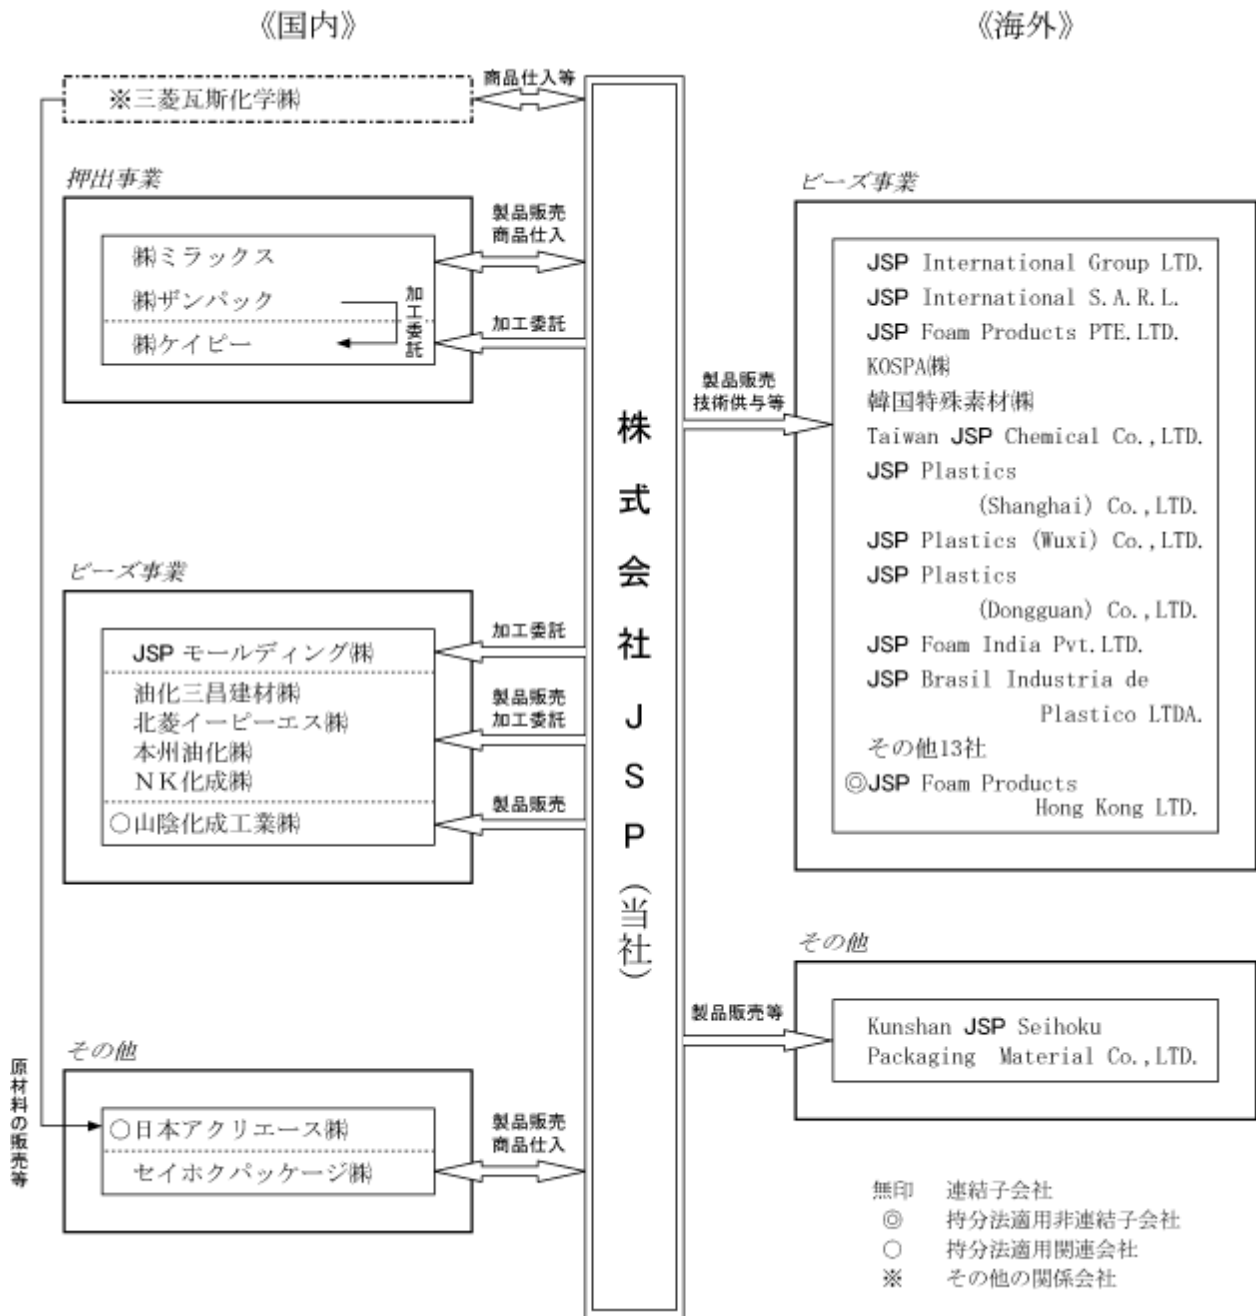 《国内》
《海外》
※三菱瓦斯化学㈱
商品仕入等
押出事業
㈱ミラックス
㈱ザンパック
㈱ケイピー
加工委託
製品販売
商品仕入
加工委託
ビーズ事業
JSP モールディング㈱
油化三昌建材㈱
北菱イーピーエス㈱
本州油化㈱
ＮＫ化成㈱
○山陰化成工業㈱
加工委託
製品販売
加工委託
製品販売
その他
○日本アクリエース㈱
セイホクパッケージ㈱
製品販売
商品仕入
原材料の販売等
株式会社JSP（当社）
製品販売
技術供与等
ビーズ事業
JSP International Group LTD.
JSP International S.A.R.L.
JSP Foam Products PTE.LTD.
KOSPA㈱
韓国特殊素材㈱
Taiwan JSP Chemical Co.,LTD.
JSP Plastics
(Shanghai) Co.,LTD.
JSP Plastics (Wuxi) Co.,LTD.
JSP Plastics
(Dongguan) Co.,LTD.
JSP Foam India Pvt.LTD.
JSP Brasil Industria de
Plastico LTDA.
その他13社
◎JSP Foam Products
Hong Kong LTD.
製品販売等
その他
Kunshan JSP Seihoku
Packaging Material Co.,LTD.
無印 連結子会社
◎ 持分法適用非連結子会社
○ 持分法適用関連会社
※ その他の関係会社